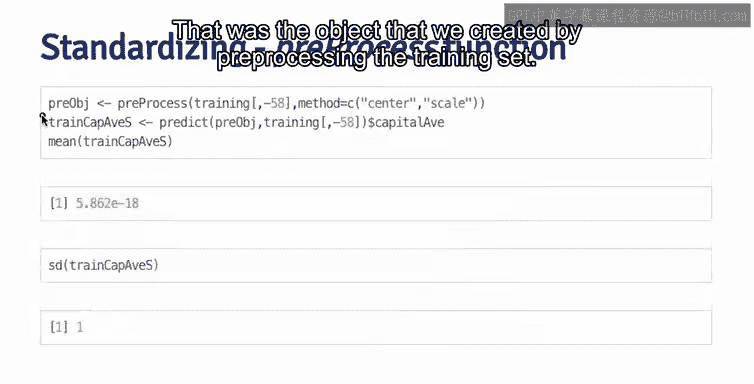 That was the object that we created by
preprocessing the training set.
Standardizing - preProcess function
preObj <- preProcess(training[,-58],method=c("center","scale"))
trainCapAveS <- predict(preObj,training[,-58])$capitalAve
mean(trainCapAveS)
[1] 5.862e-18
sd(trainCapAveS)
[1] 1